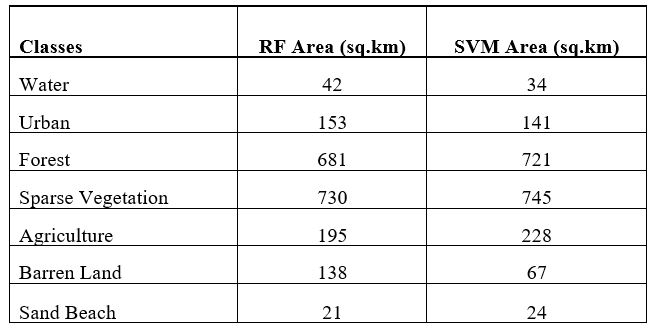 Classes RF Area (sq.km) SVM Area (sq.km)
Water 42 34
Urban 153 141
Forest 681 721
Sparse Vegetation 730 745
Agriculture 195 228
Barren Land 138 67
Sand Beach 21 24